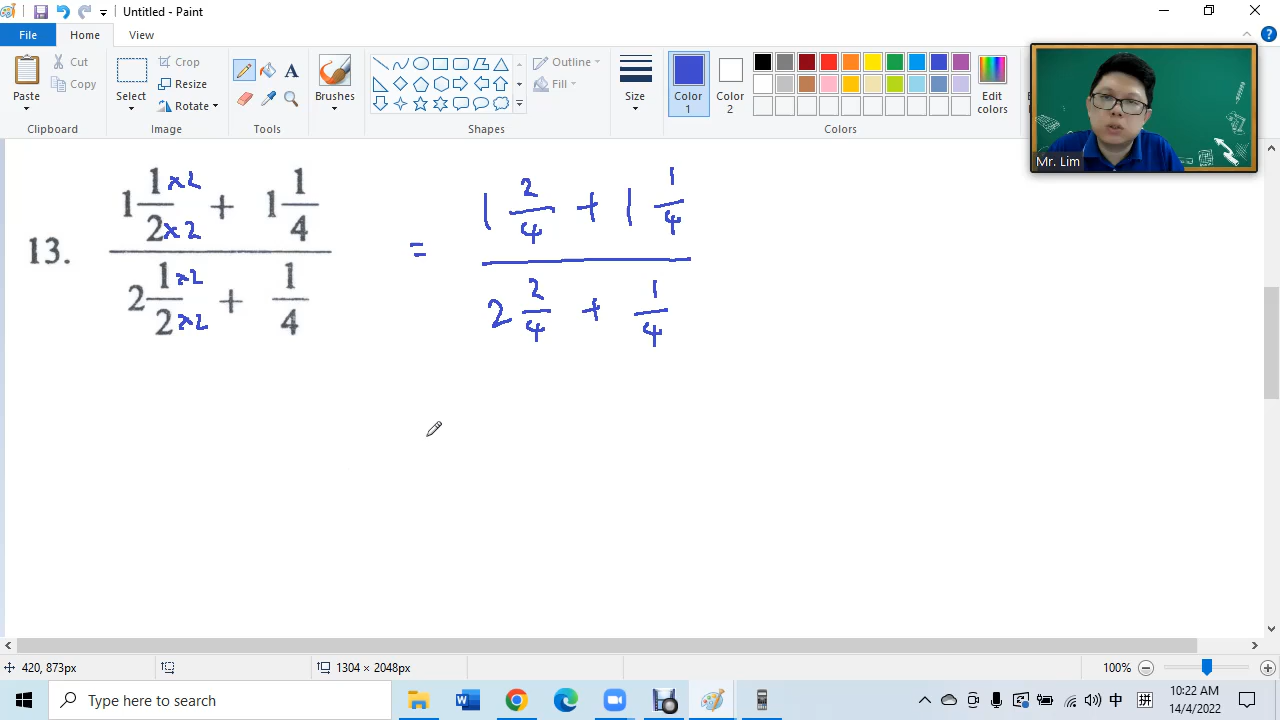 Untitled - Paint
File Home View
Paste Cut Copy Clipboard
Select Crop Resize Rotate Image
Tools
Brushes
Outline Fill Shapes
Size
Color 1 Color 2 Edit colors Colors
Mr. Lim
13. (1 1×2/2×2 + 1 1/4) / (2 1×2/2×2 + 1/4) = (1 2/4 + 1 1/4) / (2 2/4 + 1/4)
420, 873px 1304 × 2048px 100%
Type here to search
中 拼 10:22 AM
14/4/2022